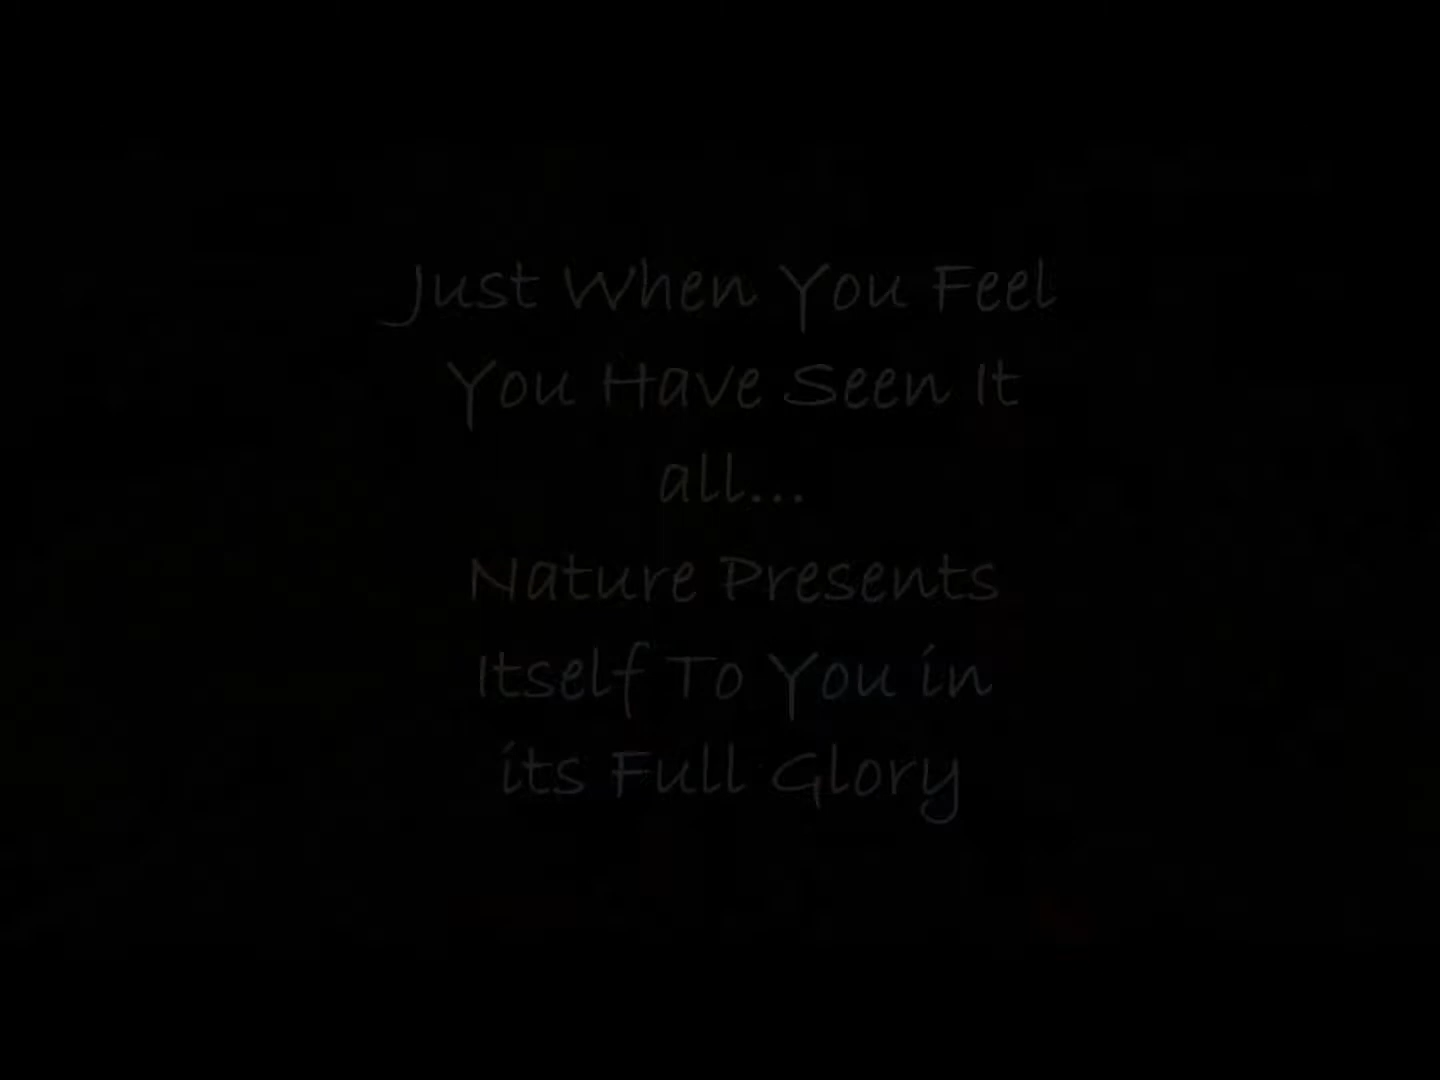 Just When You Feel
You Have Seen It
all...
Nature Presents
Itself To You in
its Full Glory